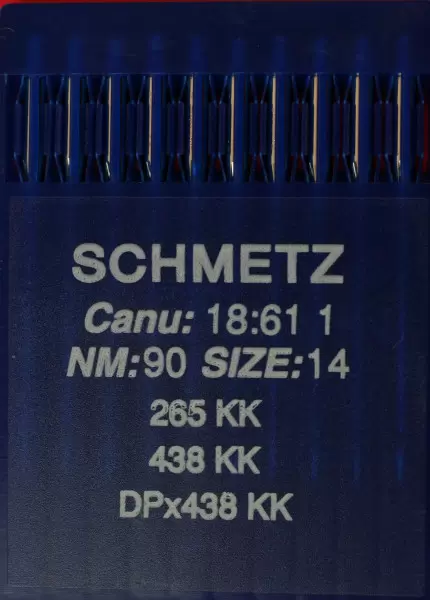 SCHMETZ
Canu: 18:61 1
NM:90 SIZE:14
265 KK
438 KK
DPx438 KK